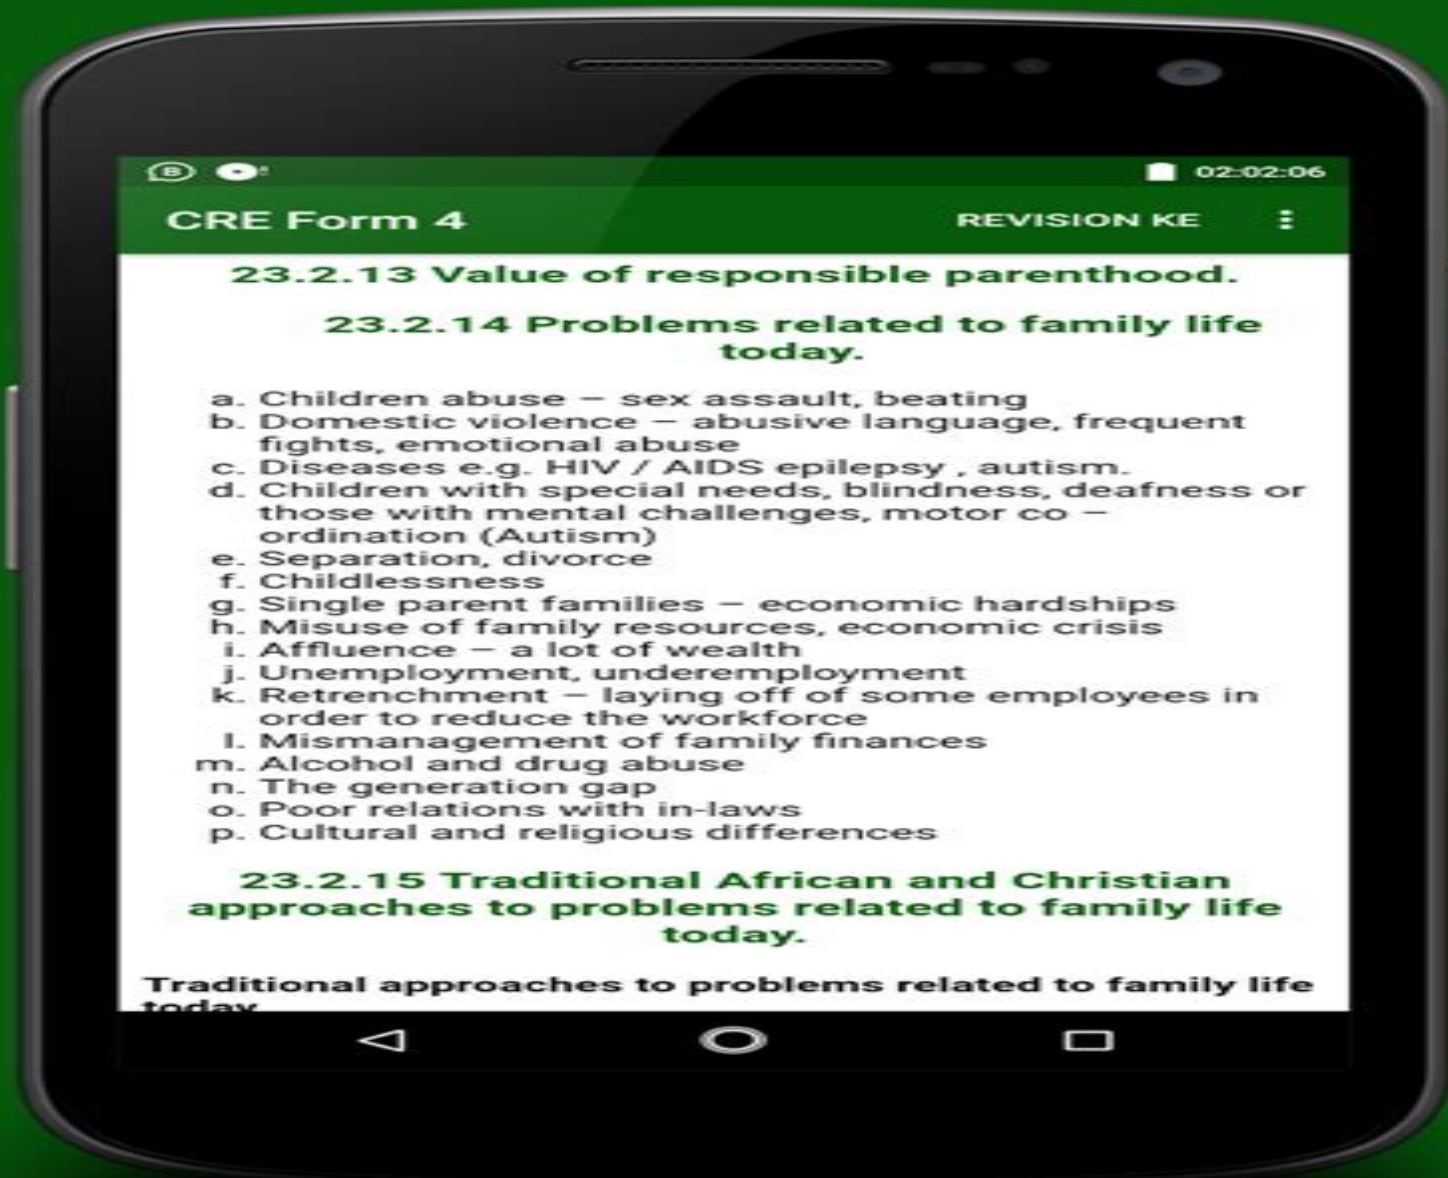 02:02:06
CRE Form 4 REVISION KE
23.2.13 Value of responsible parenthood.
23.2.14 Problems related to family life
today.
a. Children abuse – sex assault, beating
b. Domestic violence – abusive language, frequent
fights, emotional abuse
c. Diseases e.g. HIV / AIDS epilepsy , autism.
d. Children with special needs, blindness, deafness or
those with mental challenges, motor co –
ordination (Autism)
e. Separation, divorce
f. Childlessness
g. Single parent families – economic hardships
h. Misuse of family resources, economic crisis
i. Affluence – a lot of wealth
j. Unemployment, underemployment
k. Retrenchment – laying off of some employees in
order to reduce the workforce
l. Mismanagement of family finances
m. Alcohol and drug abuse
n. The generation gap
o. Poor relations with in-laws
p. Cultural and religious differences
23.2.15 Traditional African and Christian
approaches to problems related to family life
today.
Traditional approaches to problems related to family life
today